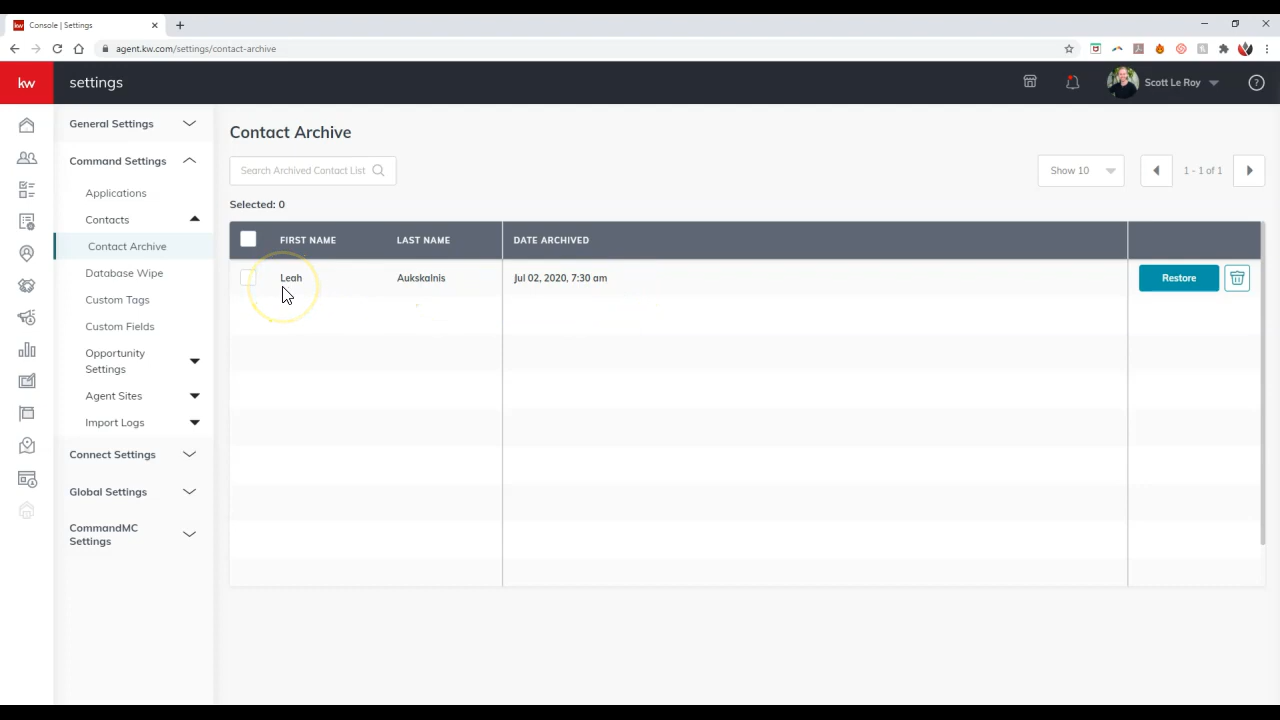 Console | Settings
agent.kw.com/settings/contact-archive
kw
settings
Scott Le Roy
General Settings
Command Settings
Applications
Contacts
Contact Archive
Database Wipe
Custom Tags
Custom Fields
Opportunity
Settings
Agent Sites
Import Logs
Connect Settings
Global Settings
CommandMC
Settings
Contact Archive
Search Archived Contact List
Show 10
1 - 1 of 1
Selected: 0
FIRST NAME LAST NAME DATE ARCHIVED
Leah Aukskalnis Jul 02, 2020, 7:30 am Restore